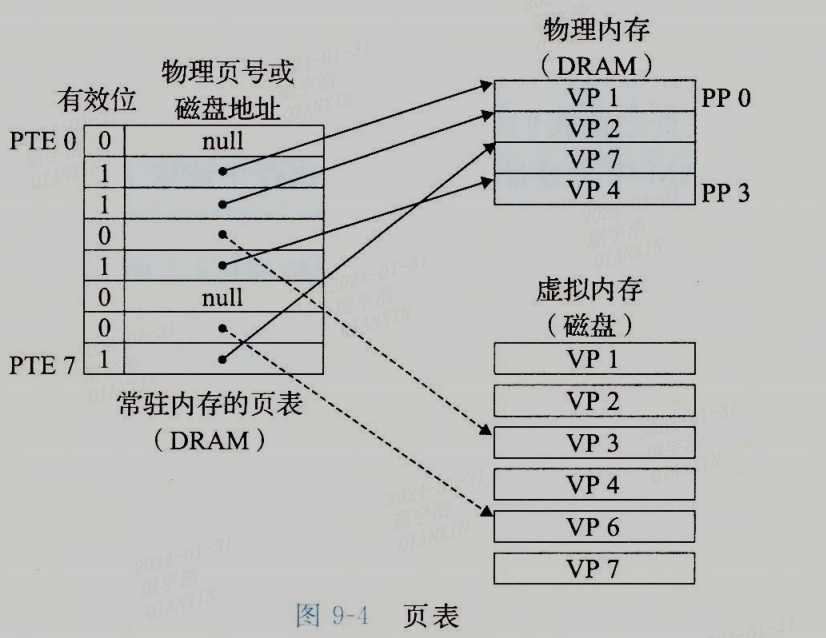 物理内存
（DRAM）
物理页号或
磁盘地址
有效位
PTE 0 0 null
1
1
0
1
0 null
0
PTE 7 1
常驻内存的页表
（DRAM）
VP 1 PP 0
VP 2
VP 7
VP 4 PP 3
虚拟内存
（磁盘）
VP 1
VP 2
VP 3
VP 4
VP 6
VP 7
图 9-4 页表
2024-01-31
QIANXIN